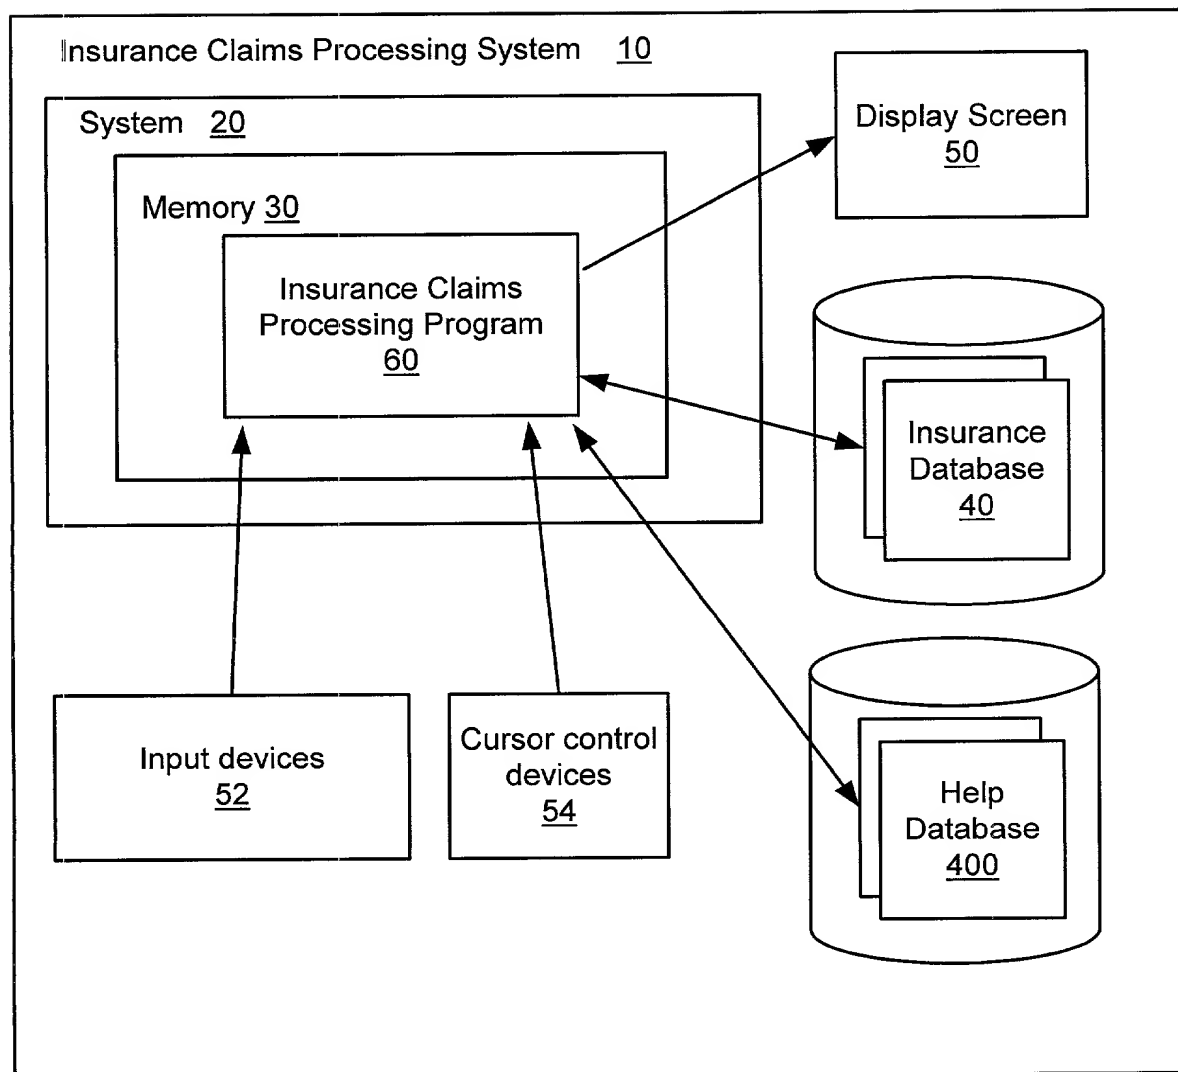 Insurance Claims Processing System 10
System 20
Memory 30
Insurance Claims
Processing Program
60
Display Screen
50
Insurance
Database
40
Input devices
52
Cursor control
devices
54
Help
Database
400